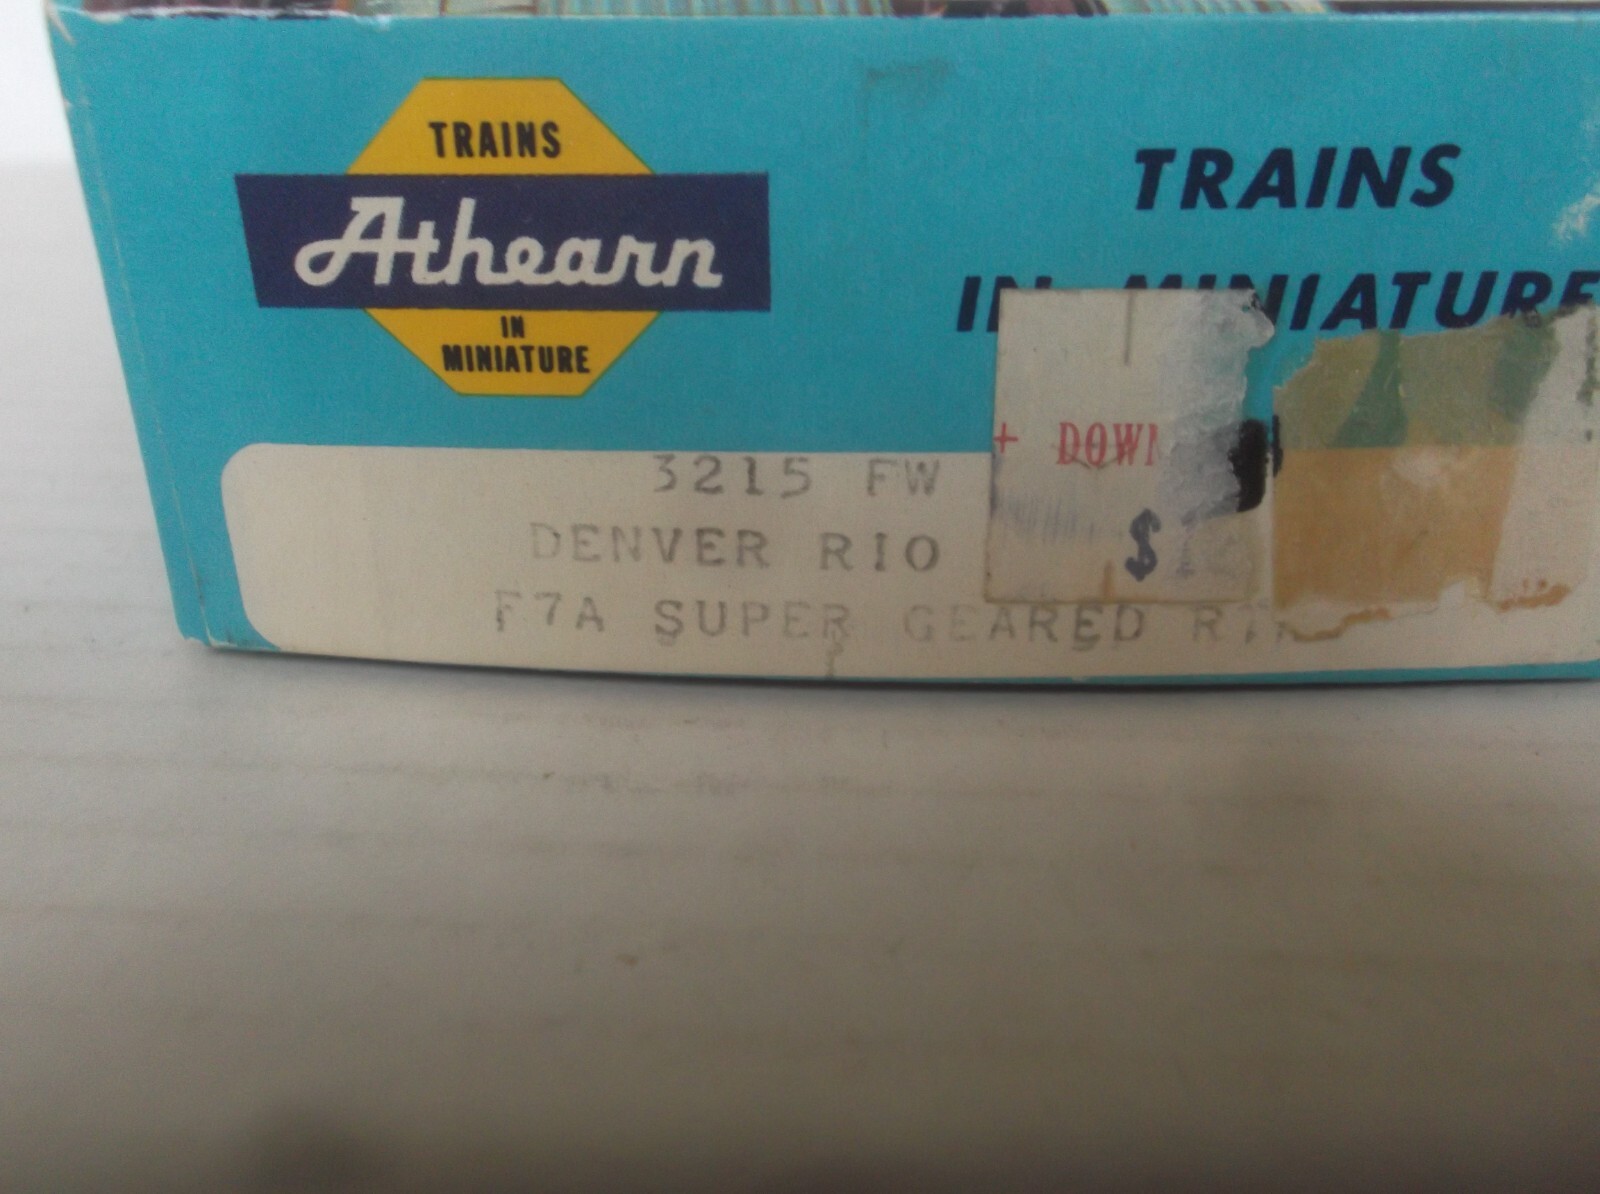 TRAINS
Athearn
IN
MINIATURE
TRAINS
IN MINIATURE
+ DOWN
$
3215 FW
DENVER RIO
F7A SUPER GEARED